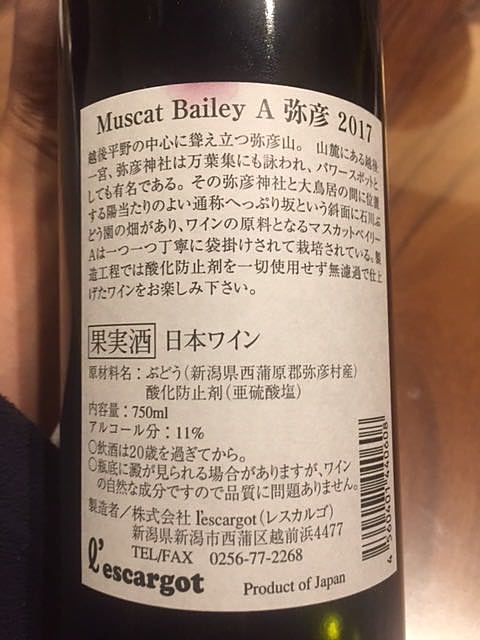 Muscat Bailey A 弥彦 2017
越後平野の中心に聳え立つ弥彦山。山麓にある越後
一宮、弥彦神社は万葉集にも詠われ、パワースポットと
しても有名である。その弥彦神社と大鳥居の間に位置
する陽当たりのよい通称へっぷり坂という斜面に石川ぶ
どう園の畑があり、ワインの原料となるマスカットベイリー
Aは一つ一つ丁寧に袋掛けされて栽培されている。製
造工程では酸化防止剤を一切使用せず無濾過で仕上
げたワインをお楽しみ下さい。
果実酒 日本ワイン
原材料名：ぶどう（新潟県西蒲原郡弥彦村産）
酸化防止剤（亜硫酸塩）
内容量：750ml
アルコール分：11%
○飲酒は20歳を過ぎてから。
○瓶底に澱が見られる場合がありますが、ワイン
の自然な成分ですので品質に問題ありません。
製造者／株式会社 l'escargot（レスカルゴ）
新潟県新潟市西蒲区越前浜4477
TEL/FAX 0256-77-2268
l'escargot
Product of Japan
4 560401 440608